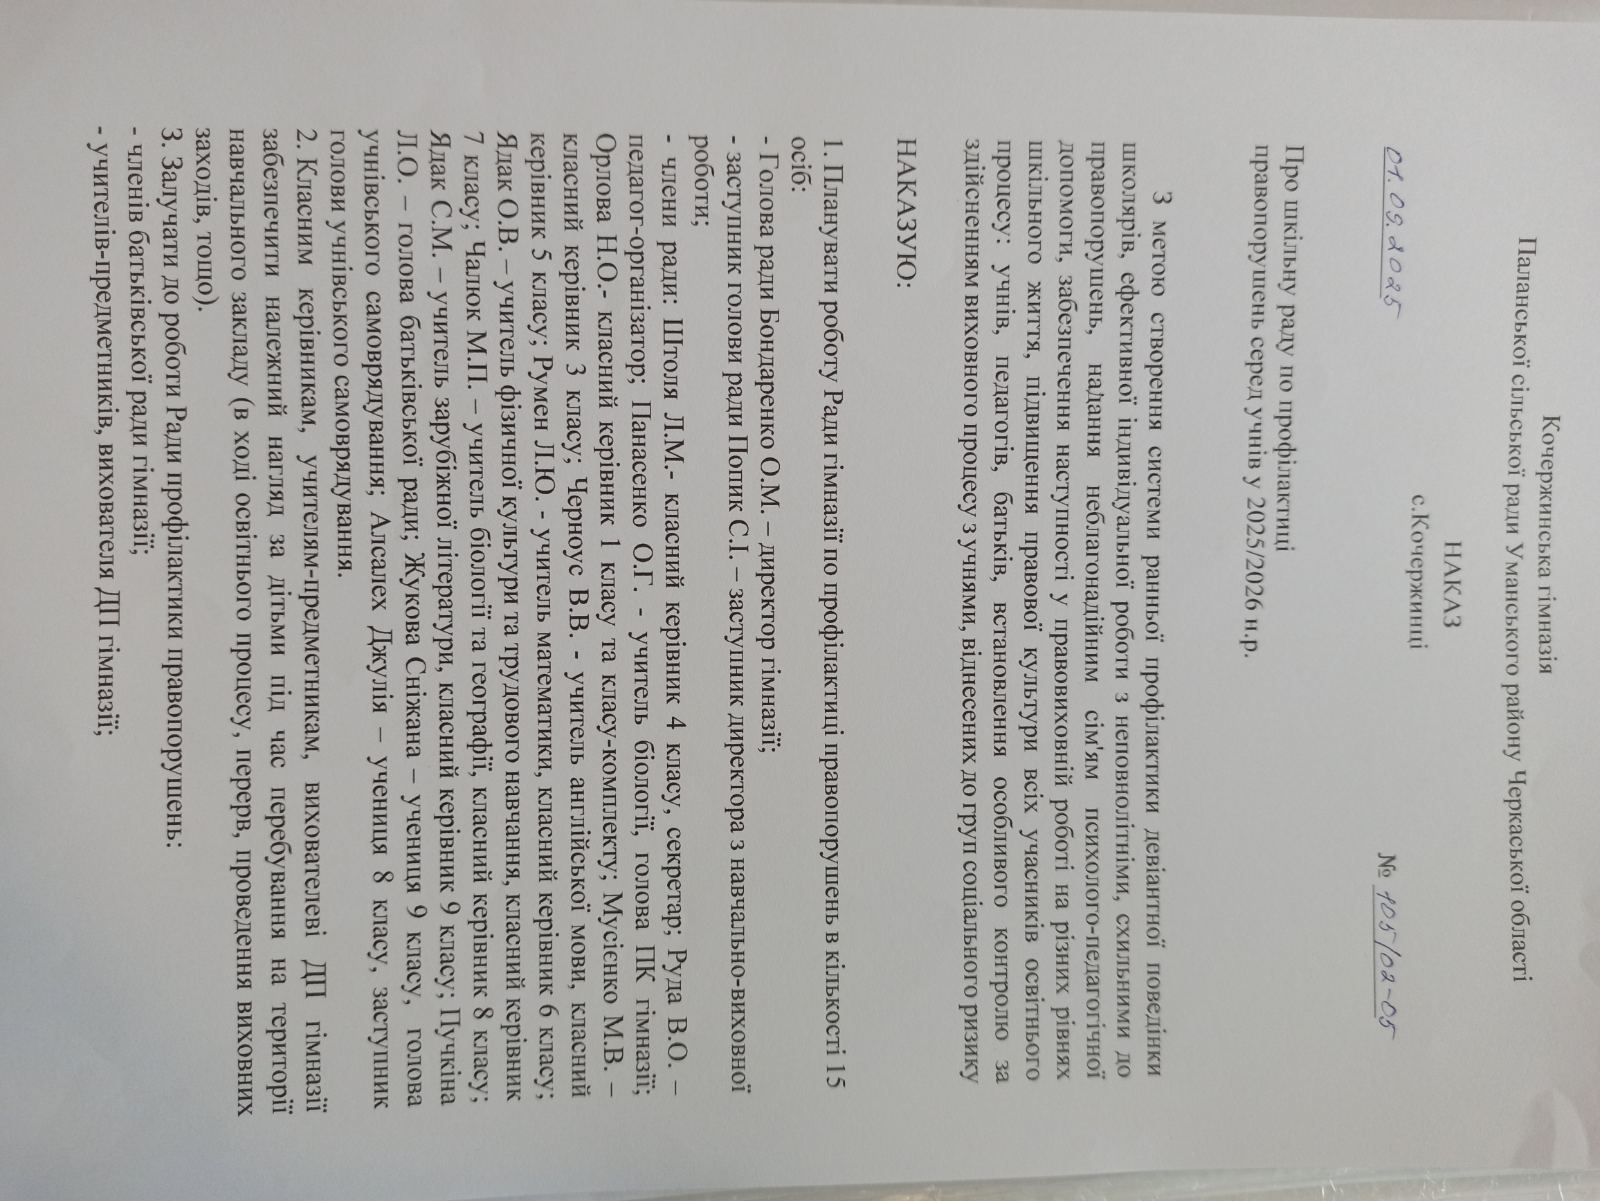 Кочержинська гімназія
Паланської сільської ради Уманського району Черкаської області
НАКАЗ
с.Кочержинці
01.09.2025 № 105/02-05
Про шкільну раду по профілактиці
правопорушень серед учнів у 2025/2026 н.р.
З метою створення системи ранньої профілактики девіантної поведінки
школярів, ефективної індивідуальної роботи з неповнолітніми, схильними до
правопорушень, надання неблагонадійним сім'ям психолого-педагогічної
допомоги, забезпечення наступності у правовиховній роботі на різних рівнях
шкільного життя, підвищення правової культури всіх учасників освітнього
процесу: учнів, педагогів, батьків, встановлення особливого контролю за
здійсненням виховного процесу з учнями, віднесених до груп соціального ризику
НАКАЗУЮ:
1. Планувати роботу Ради гімназії по профілактиці правопорушень в кількості 15
осіб:
- Голова ради Бондаренко О.М. – директор гімназії;
- заступник голови ради Попик С.І. – заступник директора з навчально-виховної
роботи;
- члени ради: Штоля Л.М.- класний керівник 4 класу, секретар; Руда В.О. –
педагог-організатор; Панасенко О.Г. - учитель біології, голова ПК гімназії;
Орлова Н.О.- класний керівник 1 класу та класу-комплекту; Мусієнко М.В. –
класний керівник 3 класу; Черноус В.В. - учитель англійської мови, класний
керівник 5 класу; Румен Л.Ю. - учитель математики, класний керівник 6 класу;
Ядак О.В. – учитель фізичної культури та трудового навчання, класний керівник
7 класу; Чалюк М.П. – учитель біології та географії, класний керівник 8 класу;
Ядак С.М. – учитель зарубіжної літератури, класний керівник 9 класу; Пучкіна
Л.О. – голова батьківської ради; Жукова Сніжана – учениця 9 класу, голова
учнівського самоврядування; Алсалех Джулія – учениця 8 класу, заступник
голови учнівського самоврядування.
2. Класним керівникам, учителям-предметникам, вихователеві ДП гімназії
забезпечити належний нагляд за дітьми під час перебування на території
навчального закладу (в ході освітнього процесу, перерв, проведення виховних
заходів, тощо).
3. Залучати до роботи Ради профілактики правопорушень:
- членів батьківської ради гімназії;
- учителів-предметників, вихователя ДП гімназії;